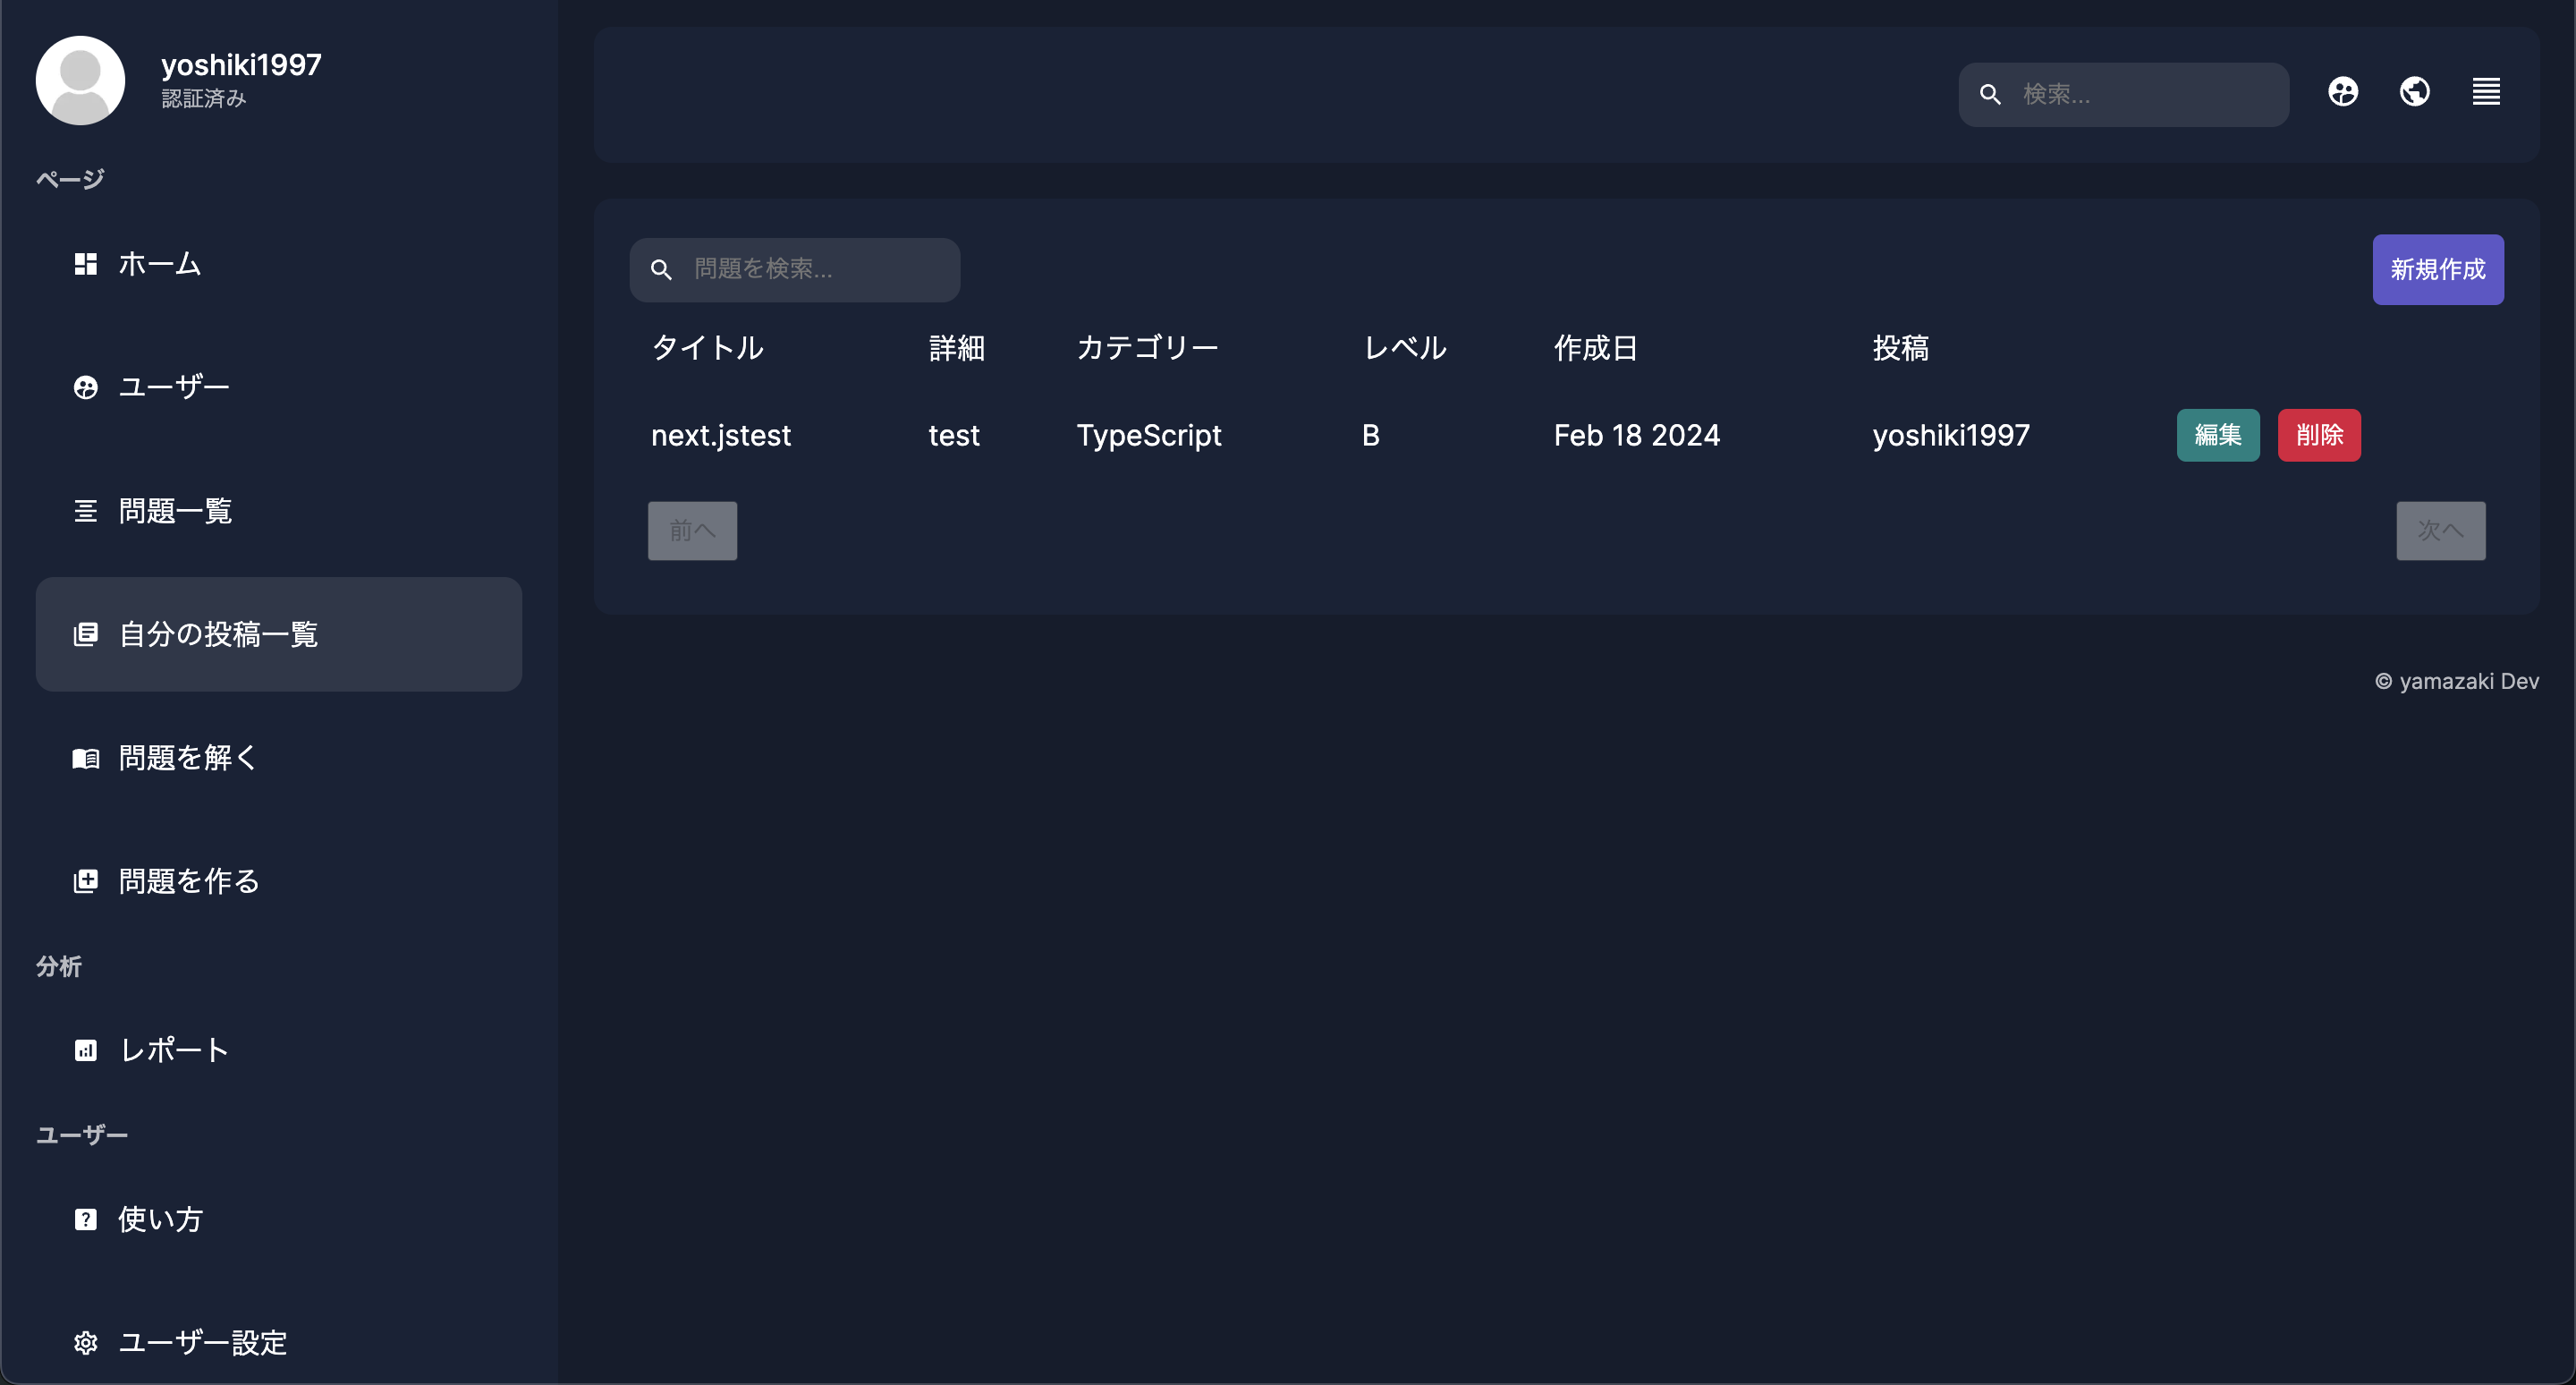 yoshiki1997
認証済み
ページ
ホーム
ユーザー
問題一覧
自分の投稿一覧
問題を解く
問題を作る
分析
レポート
ユーザー
使い方
ユーザー設定
検索...
問題を検索...
新規作成
タイトル 詳細 カテゴリー レベル 作成日 投稿
next.jstest test TypeScript B Feb 18 2024 yoshiki1997 編集 削除
前へ 次へ
© yamazaki Dev